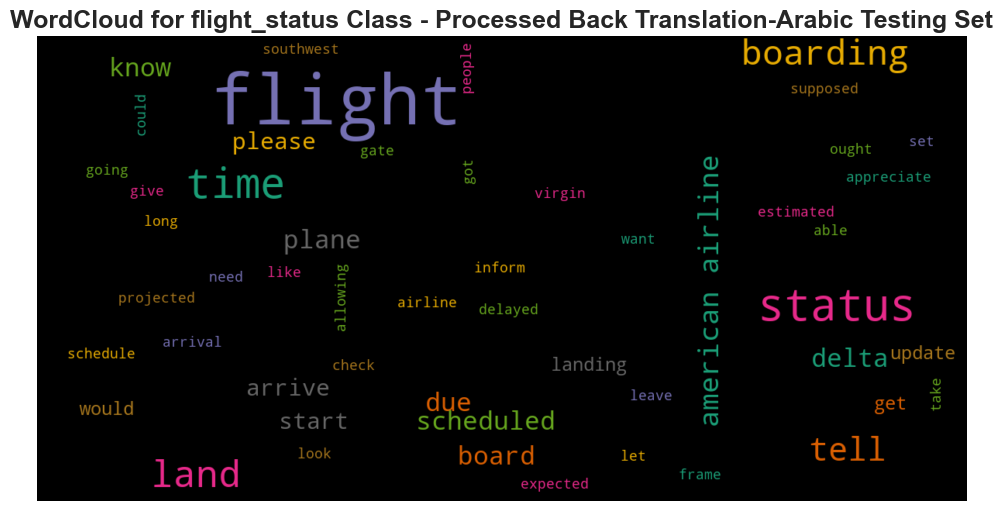 WordCloud for flight_status Class - Processed Back Translation-Arabic Testing Set
southwest
people
boarding
know
flight
supposed
could
please
gate
ought
set
going
time
got
give
virgin
appreciate
american airline
long
estimated
able
plane
want
need
like
allowing
inform
projected
airline
delayed
status
schedule
arrival
check
landing
delta
update
arrive
leave
would
start
due
scheduled
get
take
land
look
board
let
tell
expected
frame